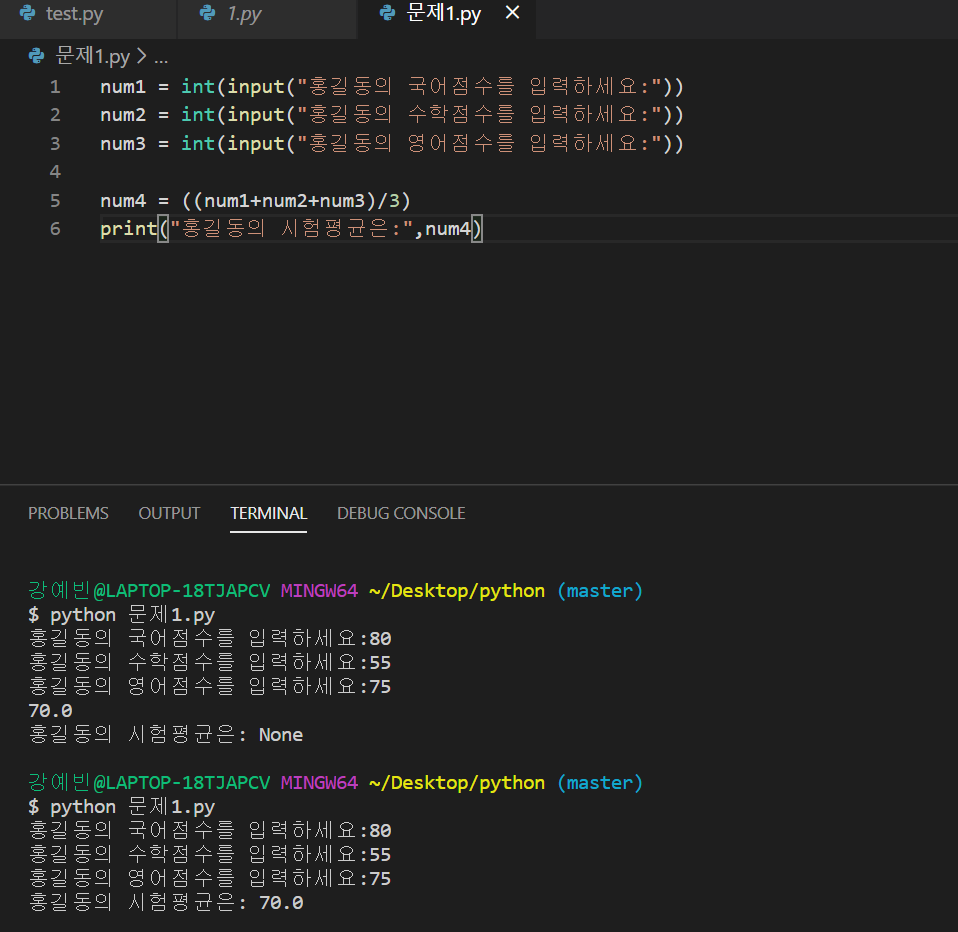 test.py 1.py 문제1.py ×
문제1.py > ...
1 num1 = int(input("홍길동의 국어점수를 입력하세요:"))
2 num2 = int(input("홍길동의 수학점수를 입력하세요:"))
3 num3 = int(input("홍길동의 영어점수를 입력하세요:"))
4
5 num4 = ((num1+num2+num3)/3)
6 print("홍길동의 시험평균은:",num4)
PROBLEMS OUTPUT TERMINAL DEBUG CONSOLE
강예빈@LAPTOP-18TJAPCV MINGW64 ~/Desktop/python (master)
$ python 문제1.py
홍길동의 국어점수를 입력하세요:80
홍길동의 수학점수를 입력하세요:55
홍길동의 영어점수를 입력하세요:75
70.0
홍길동의 시험평균은: None
강예빈@LAPTOP-18TJAPCV MINGW64 ~/Desktop/python (master)
$ python 문제1.py
홍길동의 국어점수를 입력하세요:80
홍길동의 수학점수를 입력하세요:55
홍길동의 영어점수를 입력하세요:75
홍길동의 시험평균은: 70.0